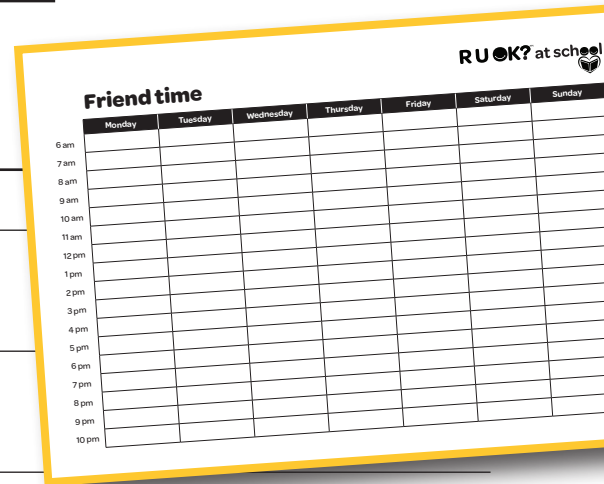 R U OK? at school
Friend time
Monday Tuesday Wednesday Thursday Friday Saturday Sunday
6 am
7 am
8 am
9 am
10 am
11 am
12 pm
1 pm
2 pm
3 pm
4 pm
5 pm
6 pm
7 pm
8 pm
9 pm
10 pm